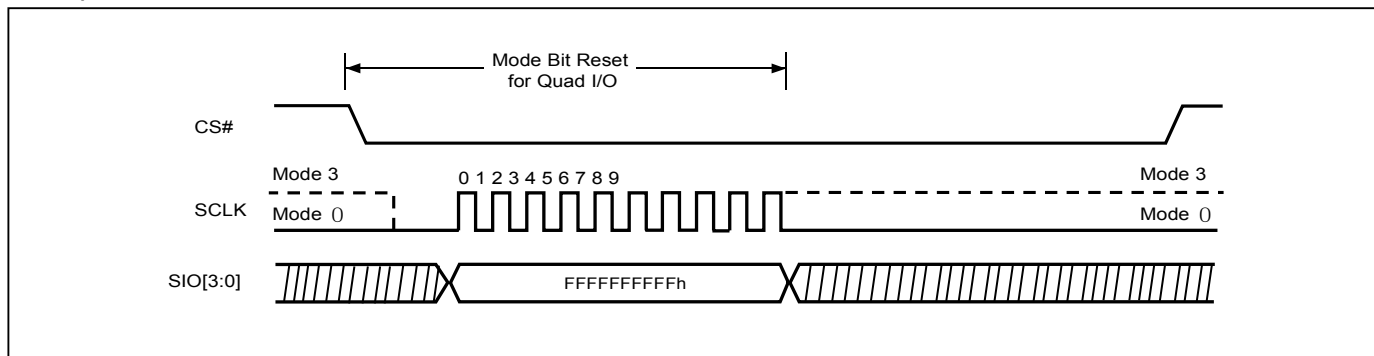 Mode Bit Reset
for Quad I/O
CS#
Mode 3
0 1 2 3 4 5 6 7 8 9
Mode 3
SCLK
Mode 0
Mode 0
SIO[3:0]
FFFFFFFFFFh